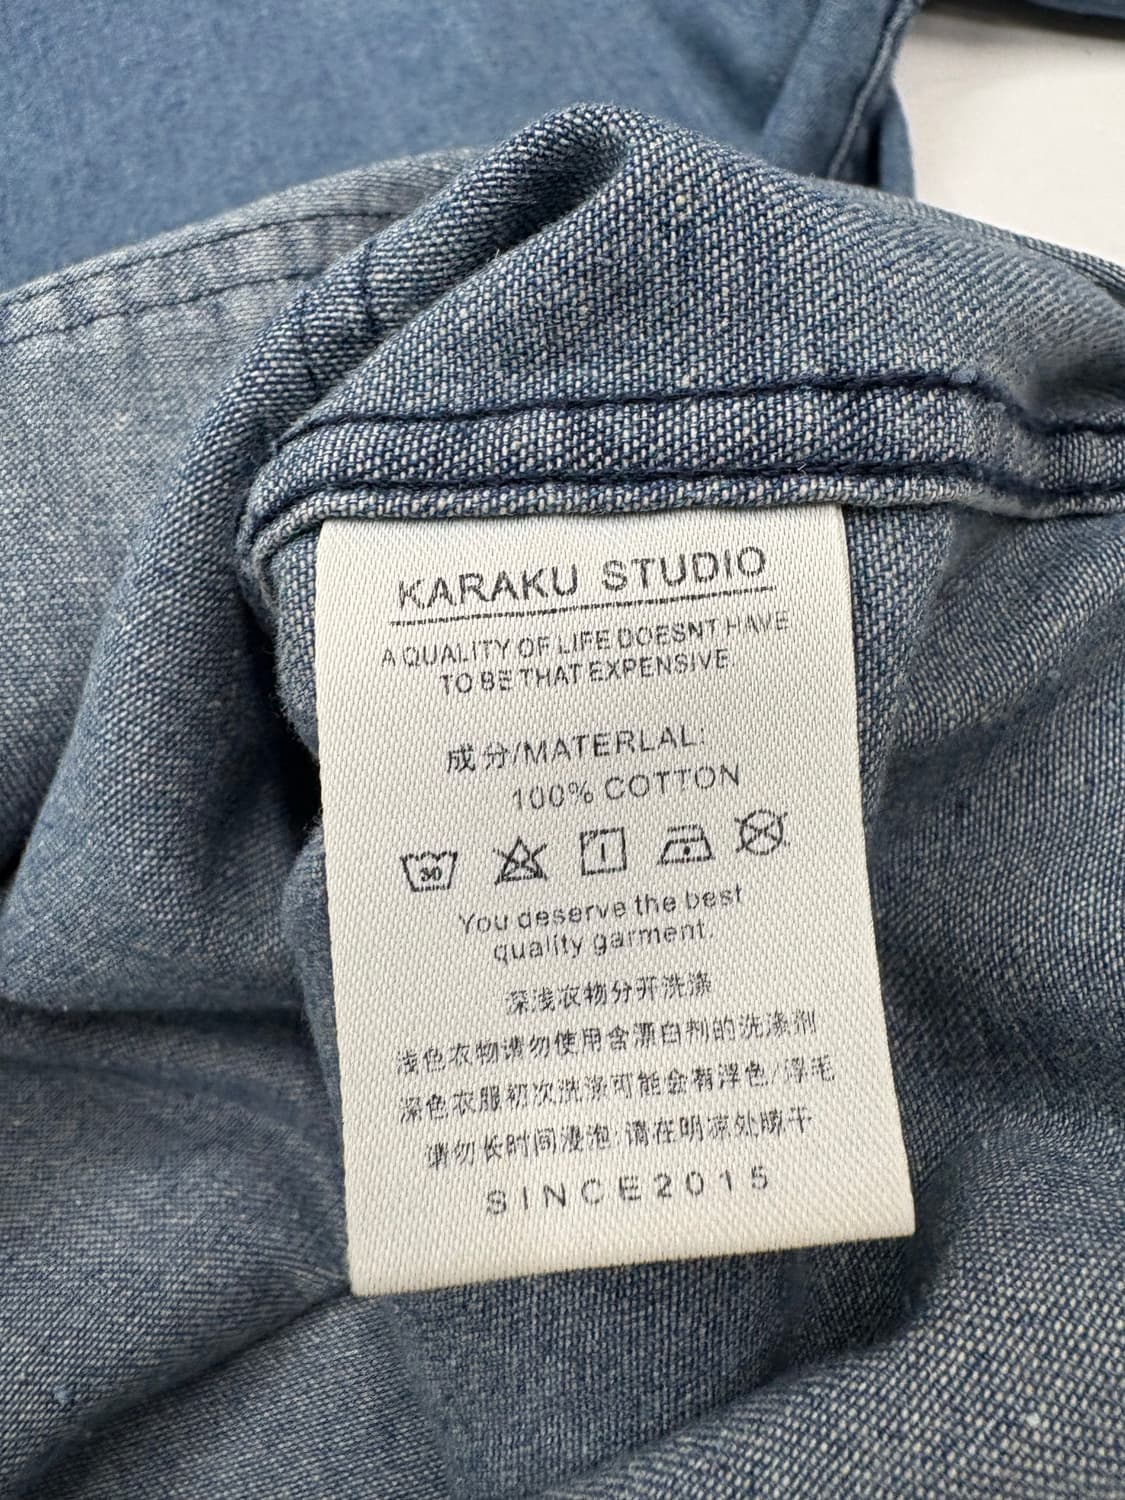 KARAKU STUDIO
A QUALITY OF LIFE DOESNT HAVE
TO BE THAT EXPENSIVE.
成分/MATERLAL:
100% COTTON
30
You deserve the best
quality garment.
深浅衣物分开洗涤
浅色衣物请勿使用含漂白剂的洗涤剂
深色衣服初次洗涤可能会有浮色/浮毛
请勿长时间浸泡,请在阴凉处晾干
SINCE2015